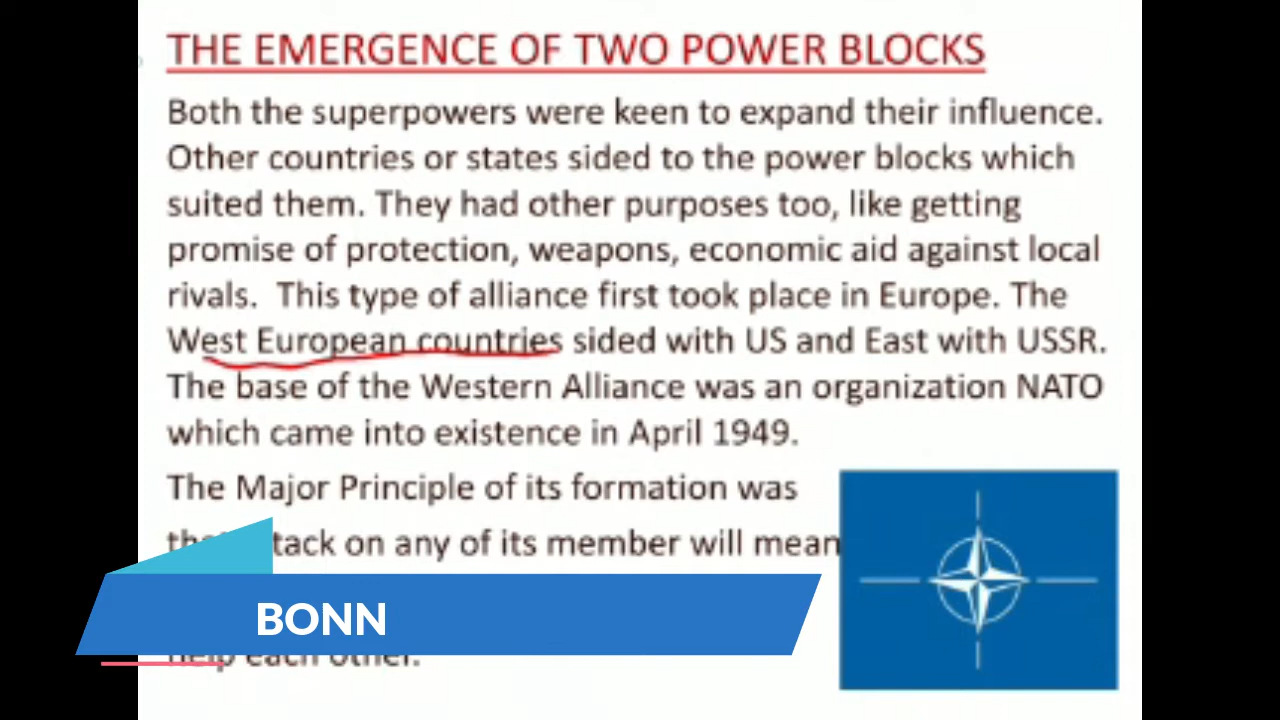 THE EMERGENCE OF TWO POWER BLOCKS
Both the superpowers were keen to expand their influence.
Other countries or states sided to the power blocks which
suited them. They had other purposes too, like getting
promise of protection, weapons, economic aid against local
rivals.  This type of alliance first took place in Europe. The
West European countries sided with US and East with USSR.
The base of the Western Alliance was an organization NATO
which came into existence in April 1949.
The Major Principle of its formation was
on any of its member will mean
BONN
help each other.